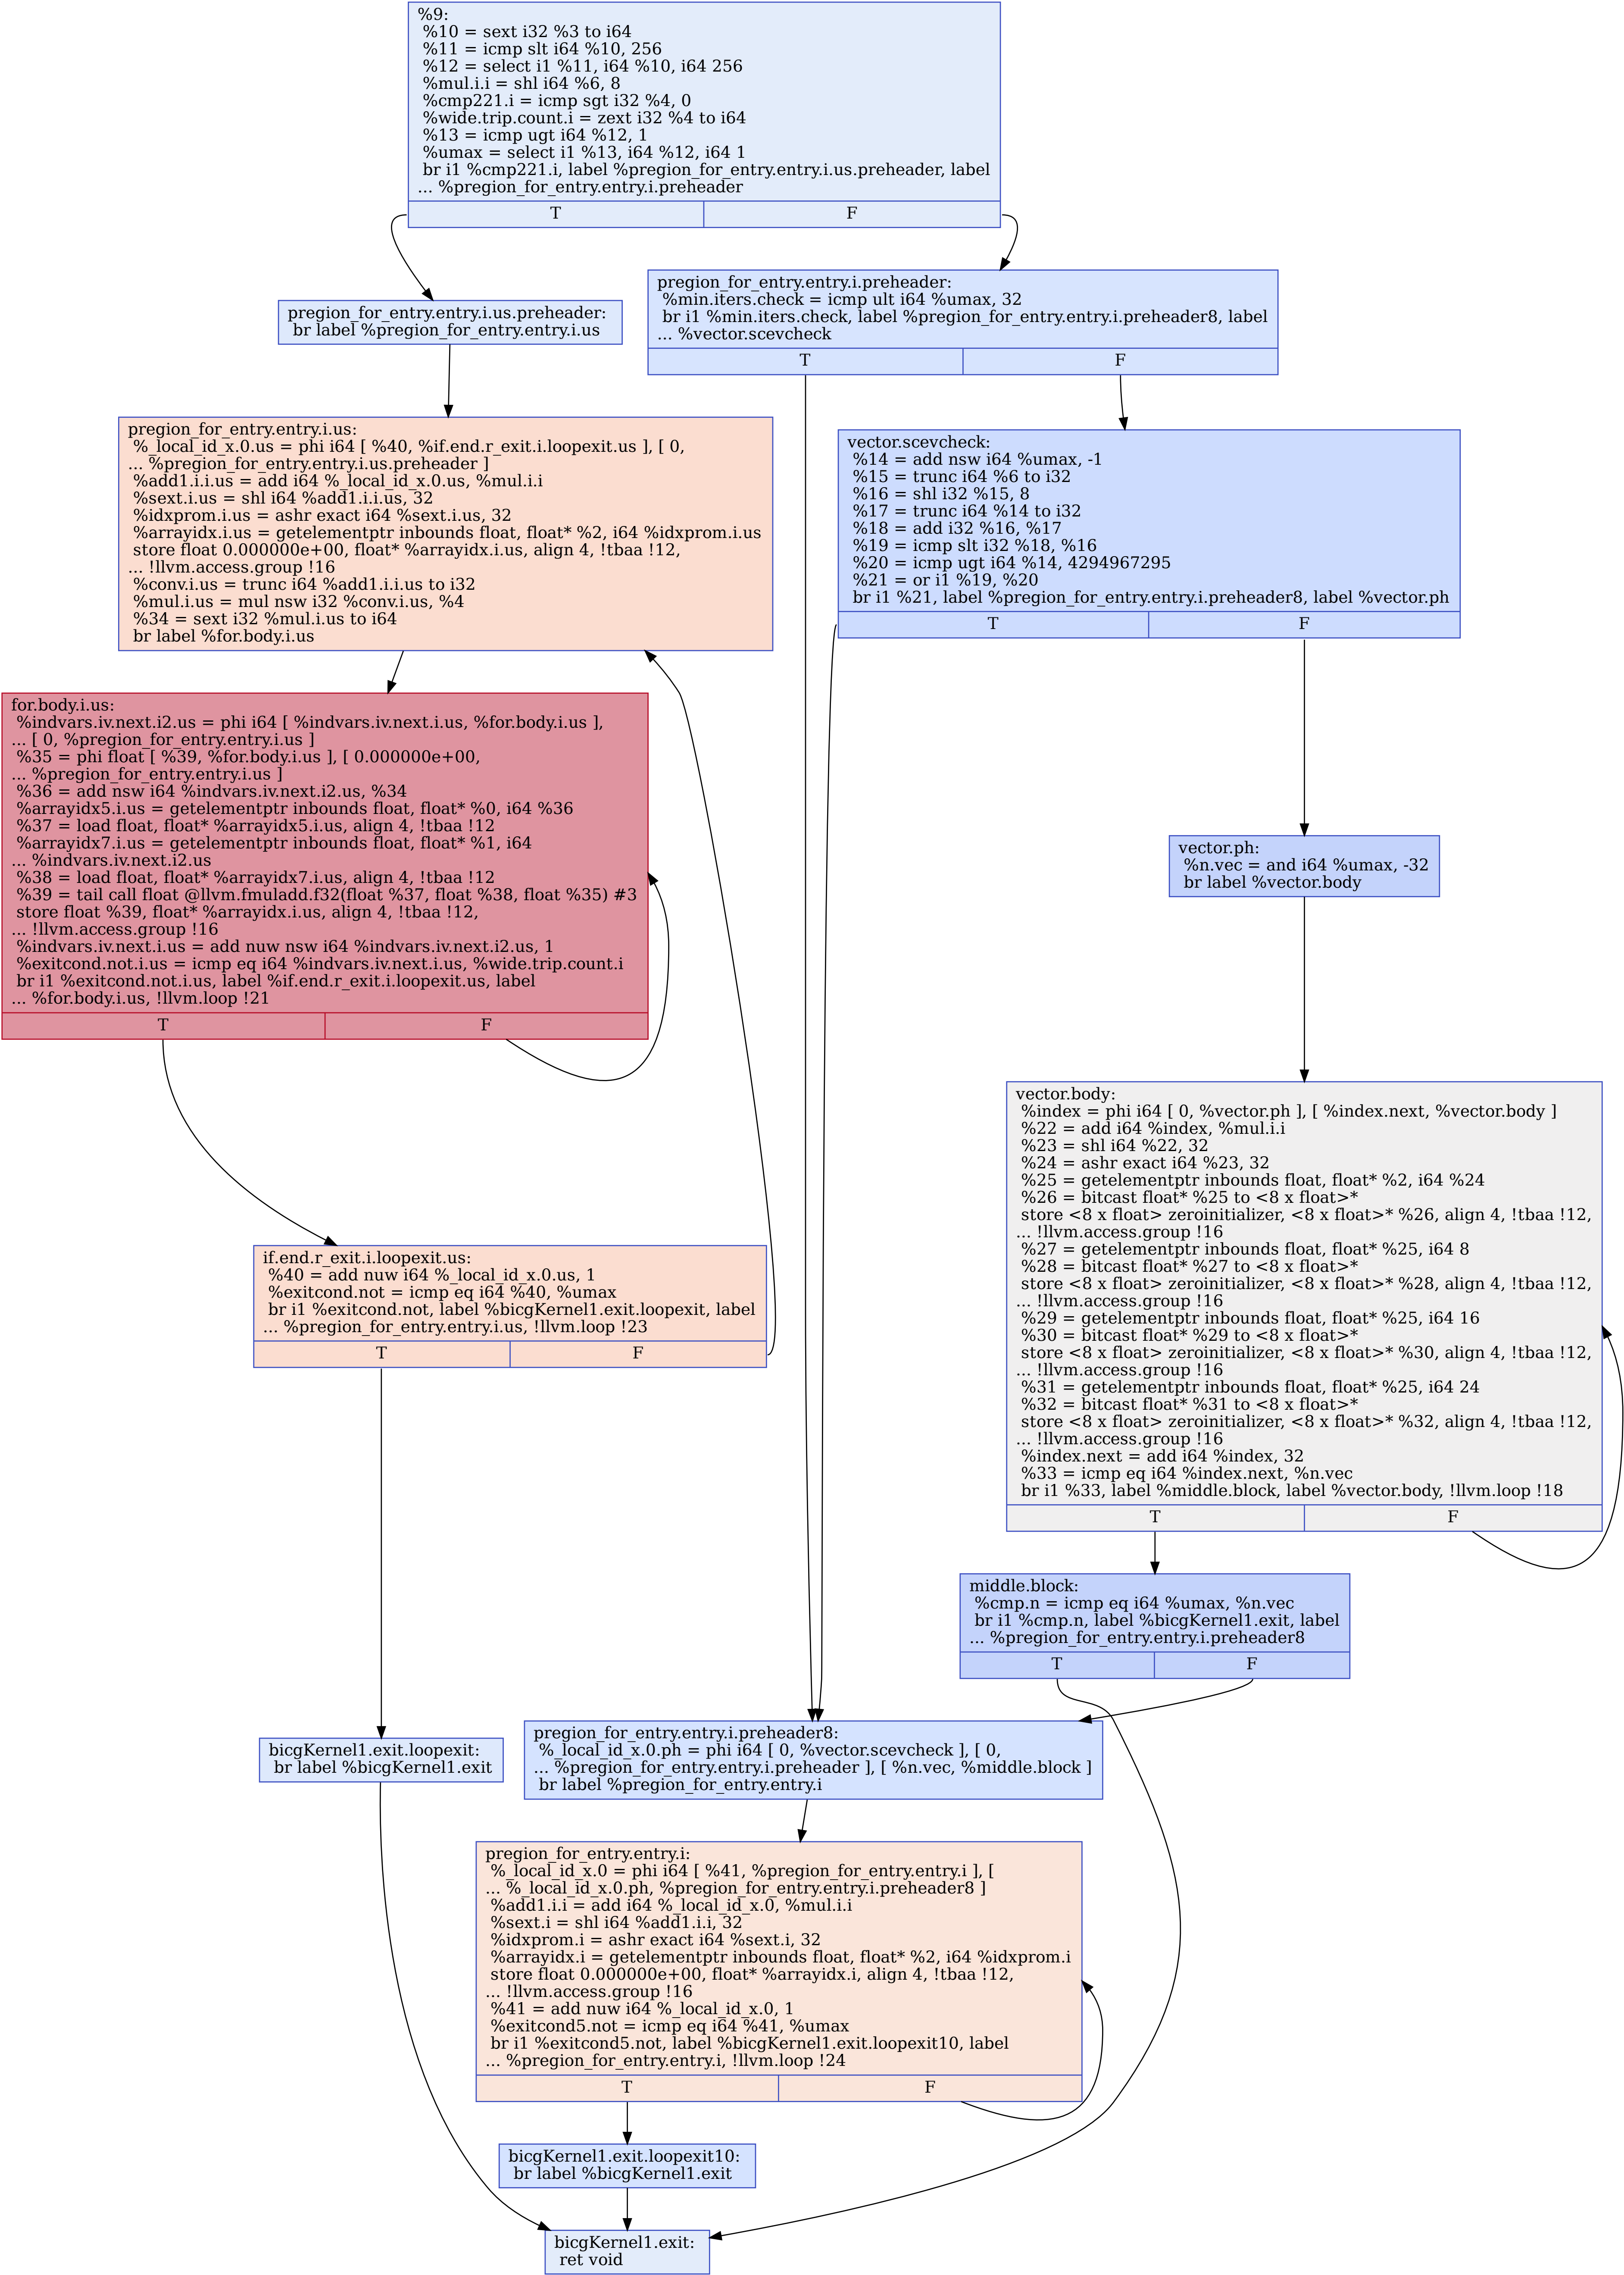 %9:
%10 = sext i32 %3 to i64
%11 = icmp slt i64 %10, 256
%12 = select i1 %11, i64 %10, i64 256
%mul.i.i = shl i64 %6, 8
%cmp221.i = icmp sgt i32 %4, 0
%wide.trip.count.i = zext i32 %4 to i64
%13 = icmp ugt i64 %12, 1
%umax = select i1 %13, i64 %12, i64 1
br i1 %cmp221.i, label %pregion_for_entry.entry.i.us.preheader, label
... %pregion_for_entry.entry.i.preheader
T F
pregion_for_entry.entry.i.us.preheader:
br label %pregion_for_entry.entry.i.us
pregion_for_entry.entry.i.preheader:
%min.iters.check = icmp ult i64 %umax, 32
br i1 %min.iters.check, label %pregion_for_entry.entry.i.preheader8, label
... %vector.scevcheck
T F
pregion_for_entry.entry.i.us:
%_local_id_x.0.us = phi i64 [ %40, %if.end.r_exit.i.loopexit.us ], [ 0,
... %pregion_for_entry.entry.i.us.preheader ]
%add1.i.i.us = add i64 %_local_id_x.0.us, %mul.i.i
%sext.i.us = shl i64 %add1.i.i.us, 32
%idxprom.i.us = ashr exact i64 %sext.i.us, 32
%arrayidx.i.us = getelementptr inbounds float, float* %2, i64 %idxprom.i.us
store float 0.000000e+00, float* %arrayidx.i.us, align 4, !tbaa !12,
... !llvm.access.group !16
%conv.i.us = trunc i64 %add1.i.i.us to i32
%mul.i.us = mul nsw i32 %conv.i.us, %4
%34 = sext i32 %mul.i.us to i64
br label %for.body.i.us
vector.scevcheck:
%14 = add nsw i64 %umax, -1
%15 = trunc i64 %6 to i32
%16 = shl i32 %15, 8
%17 = trunc i64 %14 to i32
%18 = add i32 %16, %17
%19 = icmp slt i32 %18, %16
%20 = icmp ugt i64 %14, 4294967295
%21 = or i1 %19, %20
br i1 %21, label %pregion_for_entry.entry.i.preheader8, label %vector.ph
T F
for.body.i.us:
%indvars.iv.next.i2.us = phi i64 [ %indvars.iv.next.i.us, %for.body.i.us ],
... [ 0, %pregion_for_entry.entry.i.us ]
%35 = phi float [ %39, %for.body.i.us ], [ 0.000000e+00,
... %pregion_for_entry.entry.i.us ]
%36 = add nsw i64 %indvars.iv.next.i2.us, %34
%arrayidx5.i.us = getelementptr inbounds float, float* %0, i64 %36
%37 = load float, float* %arrayidx5.i.us, align 4, !tbaa !12
%arrayidx7.i.us = getelementptr inbounds float, float* %1, i64
... %indvars.iv.next.i2.us
%38 = load float, float* %arrayidx7.i.us, align 4, !tbaa !12
%39 = tail call float @llvm.fmuladd.f32(float %37, float %38, float %35) #3
store float %39, float* %arrayidx.i.us, align 4, !tbaa !12,
... !llvm.access.group !16
%indvars.iv.next.i.us = add nuw nsw i64 %indvars.iv.next.i2.us, 1
%exitcond.not.i.us = icmp eq i64 %indvars.iv.next.i.us, %wide.trip.count.i
br i1 %exitcond.not.i.us, label %if.end.r_exit.i.loopexit.us, label
... %for.body.i.us, !llvm.loop !21
T F
vector.ph:
%n.vec = and i64 %umax, -32
br label %vector.body
vector.body:
%index = phi i64 [ 0, %vector.ph ], [ %index.next, %vector.body ]
%22 = add i64 %index, %mul.i.i
%23 = shl i64 %22, 32
%24 = ashr exact i64 %23, 32
%25 = getelementptr inbounds float, float* %2, i64 %24
%26 = bitcast float* %25 to <8 x float>*
store <8 x float> zeroinitializer, <8 x float>* %26, align 4, !tbaa !12,
... !llvm.access.group !16
%27 = getelementptr inbounds float, float* %25, i64 8
%28 = bitcast float* %27 to <8 x float>*
store <8 x float> zeroinitializer, <8 x float>* %28, align 4, !tbaa !12,
... !llvm.access.group !16
%29 = getelementptr inbounds float, float* %25, i64 16
%30 = bitcast float* %29 to <8 x float>*
store <8 x float> zeroinitializer, <8 x float>* %30, align 4, !tbaa !12,
... !llvm.access.group !16
%31 = getelementptr inbounds float, float* %25, i64 24
%32 = bitcast float* %31 to <8 x float>*
store <8 x float> zeroinitializer, <8 x float>* %32, align 4, !tbaa !12,
... !llvm.access.group !16
%index.next = add i64 %index, 32
%33 = icmp eq i64 %index.next, %n.vec
br i1 %33, label %middle.block, label %vector.body, !llvm.loop !18
T F
if.end.r_exit.i.loopexit.us:
%40 = add nuw i64 %_local_id_x.0.us, 1
%exitcond.not = icmp eq i64 %40, %umax
br i1 %exitcond.not, label %bicgKernel1.exit.loopexit, label
... %pregion_for_entry.entry.i.us, !llvm.loop !23
T F
middle.block:
%cmp.n = icmp eq i64 %umax, %n.vec
br i1 %cmp.n, label %bicgKernel1.exit, label
... %pregion_for_entry.entry.i.preheader8
T F
bicgKernel1.exit.loopexit:
br label %bicgKernel1.exit
pregion_for_entry.entry.i.preheader8:
%_local_id_x.0.ph = phi i64 [ 0, %vector.scevcheck ], [ 0,
... %pregion_for_entry.entry.i.preheader ], [ %n.vec, %middle.block ]
br label %pregion_for_entry.entry.i
pregion_for_entry.entry.i:
%_local_id_x.0 = phi i64 [ %41, %pregion_for_entry.entry.i ], [
... %_local_id_x.0.ph, %pregion_for_entry.entry.i.preheader8 ]
%add1.i.i = add i64 %_local_id_x.0, %mul.i.i
%sext.i = shl i64 %add1.i.i, 32
%idxprom.i = ashr exact i64 %sext.i, 32
%arrayidx.i = getelementptr inbounds float, float* %2, i64 %idxprom.i
store float 0.000000e+00, float* %arrayidx.i, align 4, !tbaa !12,
... !llvm.access.group !16
%41 = add nuw i64 %_local_id_x.0, 1
%exitcond5.not = icmp eq i64 %41, %umax
br i1 %exitcond5.not, label %bicgKernel1.exit.loopexit10, label
... %pregion_for_entry.entry.i, !llvm.loop !24
T F
bicgKernel1.exit.loopexit10:
br label %bicgKernel1.exit
bicgKernel1.exit:
ret void